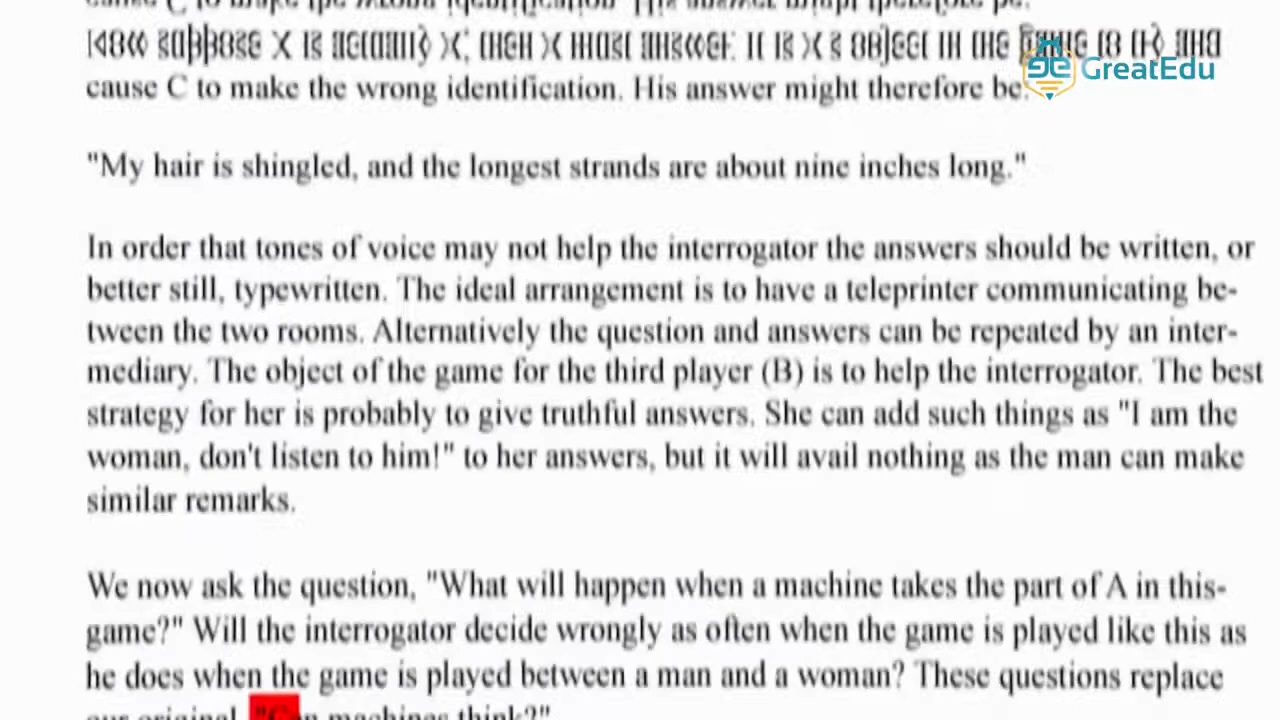 cause C to make the wrong identification. His answer might therefore be:
GreatEdu
"My hair is shingled, and the longest strands are about nine inches long."
In order that tones of voice may not help the interrogator the answers should be written, or
better still, typewritten. The ideal arrangement is to have a teleprinter communicating be-
tween the two rooms. Alternatively the question and answers can be repeated by an inter-
mediary. The object of the game for the third player (B) is to help the interrogator. The best
strategy for her is probably to give truthful answers. She can add such things as "I am the
woman, don't listen to him!" to her answers, but it will avail nothing as the man can make
similar remarks.
We now ask the question, "What will happen when a machine takes the part of A in this-
game?" Will the interrogator decide wrongly as often when the game is played like this as
he does when the game is played between a man and a woman? These questions replace
our original, "Can machines think?"